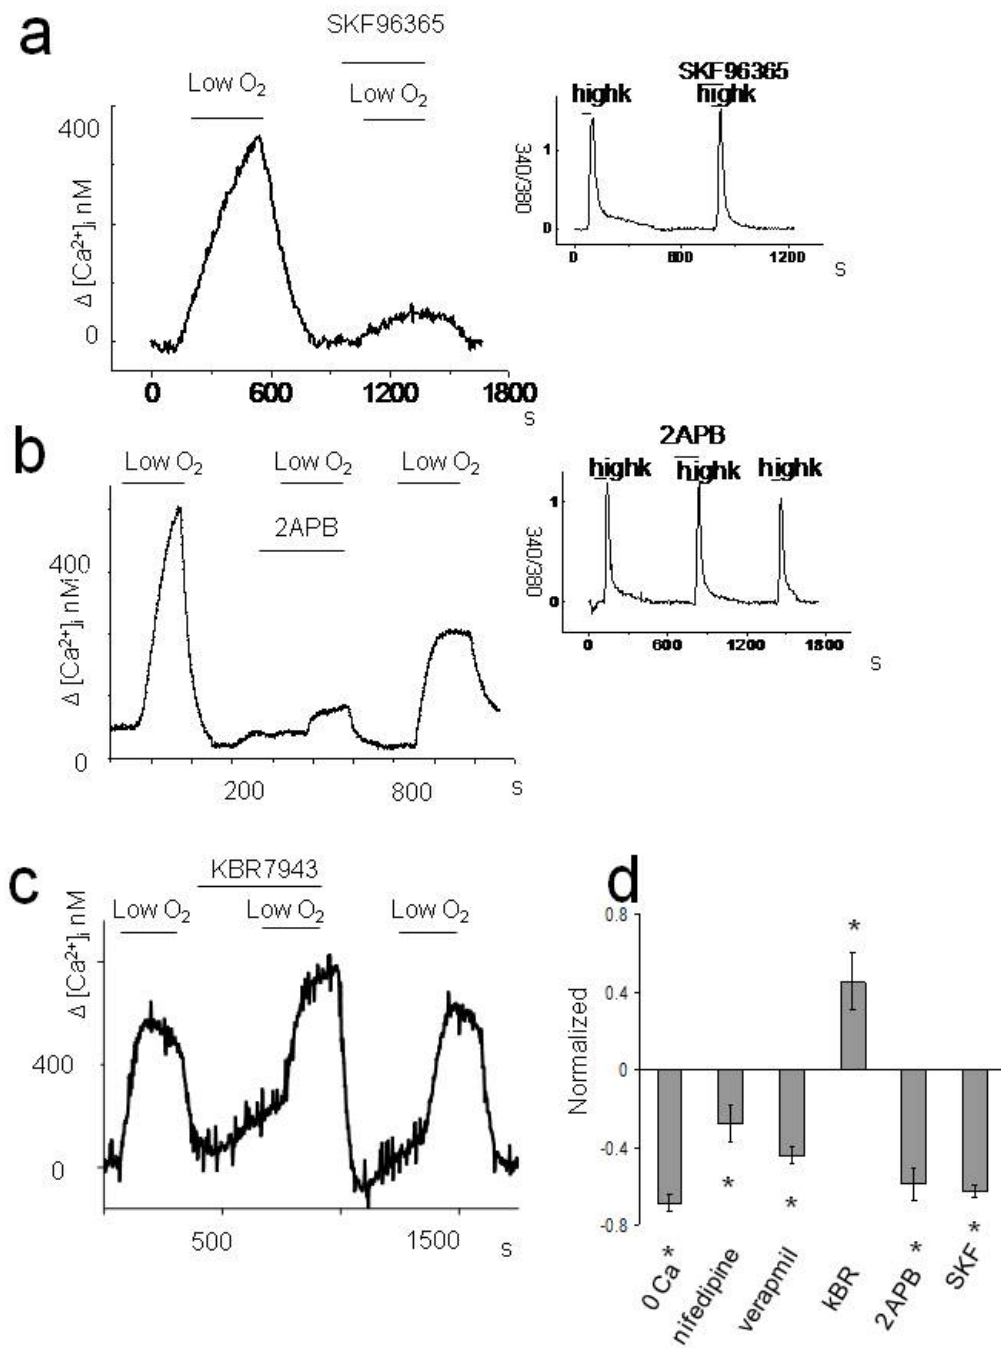 a
SKF96365
Low O2
Low O2
400
0
Δ [Ca2+]i nM
0
600
1200
1800
s
SKF96365
highk
highk
1
0
340/380
0
600
1200
s
b
Low O2
Low O2
Low O2
2APB
400
0
Δ [Ca2+]i nM
200
800
s
2APB
highk
highk
highk
1
0
340/380
0
600
1200
1800
s
c
KBR7943
Low O2
Low O2
Low O2
Δ [Ca2+]i nM
400
0
500
1500
s
d
0.8
0.4
0
-0.4
-0.8
Normalized
*
*
*
0 Ca *
nifedipine
verapmil
kBR
2APB *
SKF *